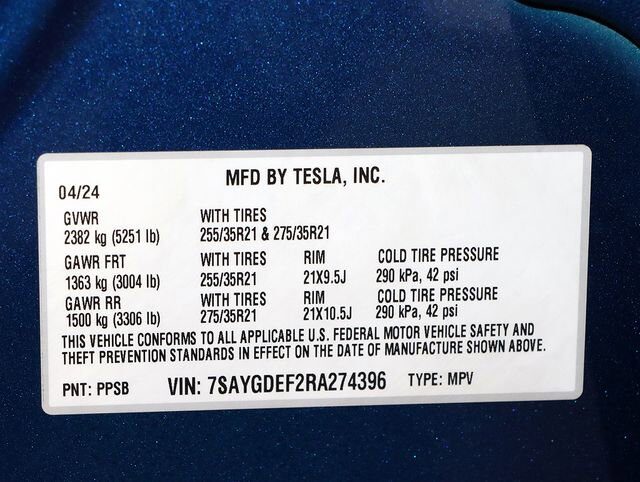 MFD BY TESLA, INC.
04/24
GVWR WITH TIRES
2382 kg (5251 lb) 255/35R21 & 275/35R21
GAWR FRT WITH TIRES RIM COLD TIRE PRESSURE
1363 kg (3004 lb) 255/35R21 21X9.5J 290 kPa, 42 psi
GAWR RR WITH TIRES RIM COLD TIRE PRESSURE
1500 kg (3306 lb) 275/35R21 21X10.5J 290 kPa, 42 psi
THIS VEHICLE CONFORMS TO ALL APPLICABLE U.S. FEDERAL MOTOR VEHICLE SAFETY AND
THEFT PREVENTION STANDARDS IN EFFECT ON THE DATE OF MANUFACTURE SHOWN ABOVE.
PNT: PPSB VIN: 7SAYGDEF2RA274396 TYPE: MPV